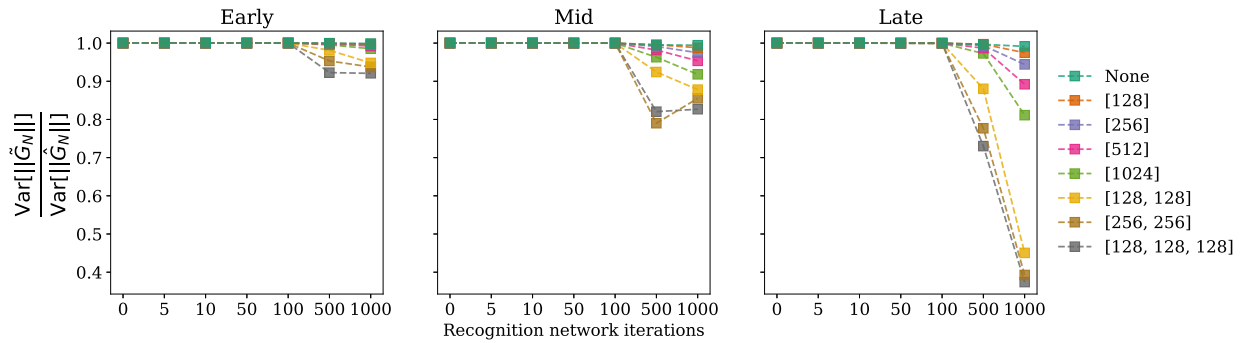 Early
Mid
Late
Var[||G̃_N||]
Var[||Ĝ_N||]
1.0
0.9
0.8
0.7
0.6
0.5
0.4
0 5 10 50 100 500 1000
0 5 10 50 100 500 1000
0 5 10 50 100 500 1000
Recognition network iterations
None
[128]
[256]
[512]
[1024]
[128, 128]
[256, 256]
[128, 128, 128]